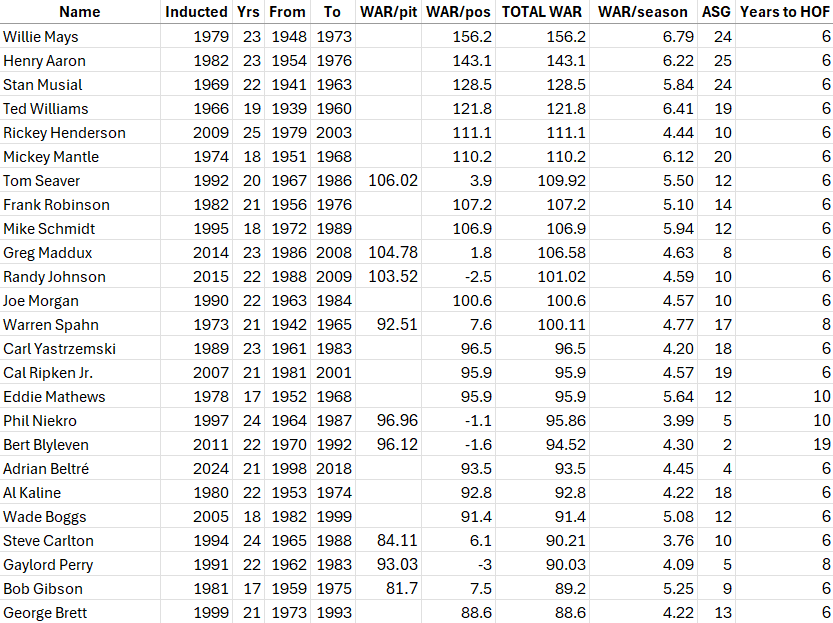 Name Inducted Yrs From To WAR/pit WAR/pos TOTAL WAR WAR/season ASG Years to HOF
Willie Mays 1979 23 1948 1973 156.2 156.2 6.79 24 6
Henry Aaron 1982 23 1954 1976 143.1 143.1 6.22 25 6
Stan Musial 1969 22 1941 1963 128.5 128.5 5.84 24 6
Ted Williams 1966 19 1939 1960 121.8 121.8 6.41 19 6
Rickey Henderson 2009 25 1979 2003 111.1 111.1 4.44 10 6
Mickey Mantle 1974 18 1951 1968 110.2 110.2 6.12 20 6
Tom Seaver 1992 20 1967 1986 106.02 3.9 109.92 5.50 12 6
Frank Robinson 1982 21 1956 1976 107.2 107.2 5.10 14 6
Mike Schmidt 1995 18 1972 1989 106.9 106.9 5.94 12 6
Greg Maddux 2014 23 1986 2008 104.78 1.8 106.58 4.63 8 6
Randy Johnson 2015 22 1988 2009 103.52 -2.5 101.02 4.59 10 6
Joe Morgan 1990 22 1963 1984 100.6 100.6 4.57 10 6
Warren Spahn 1973 21 1942 1965 92.51 7.6 100.11 4.77 17 8
Carl Yastrzemski 1989 23 1961 1983 96.5 96.5 4.20 18 6
Cal Ripken Jr. 2007 21 1981 2001 95.9 95.9 4.57 19 6
Eddie Mathews 1978 17 1952 1968 95.9 95.9 5.64 12 10
Phil Niekro 1997 24 1964 1987 96.96 -1.1 95.86 3.99 5 10
Bert Blyleven 2011 22 1970 1992 96.12 -1.6 94.52 4.30 2 19
Adrian Beltré 2024 21 1998 2018 93.5 93.5 4.45 4 6
Al Kaline 1980 22 1953 1974 92.8 92.8 4.22 18 6
Wade Boggs 2005 18 1982 1999 91.4 91.4 5.08 12 6
Steve Carlton 1994 24 1965 1988 84.11 6.1 90.21 3.76 10 6
Gaylord Perry 1991 22 1962 1983 93.03 -3 90.03 4.09 5 8
Bob Gibson 1981 17 1959 1975 81.7 7.5 89.2 5.25 9 6
George Brett 1999 21 1973 1993 88.6 88.6 4.22 13 6